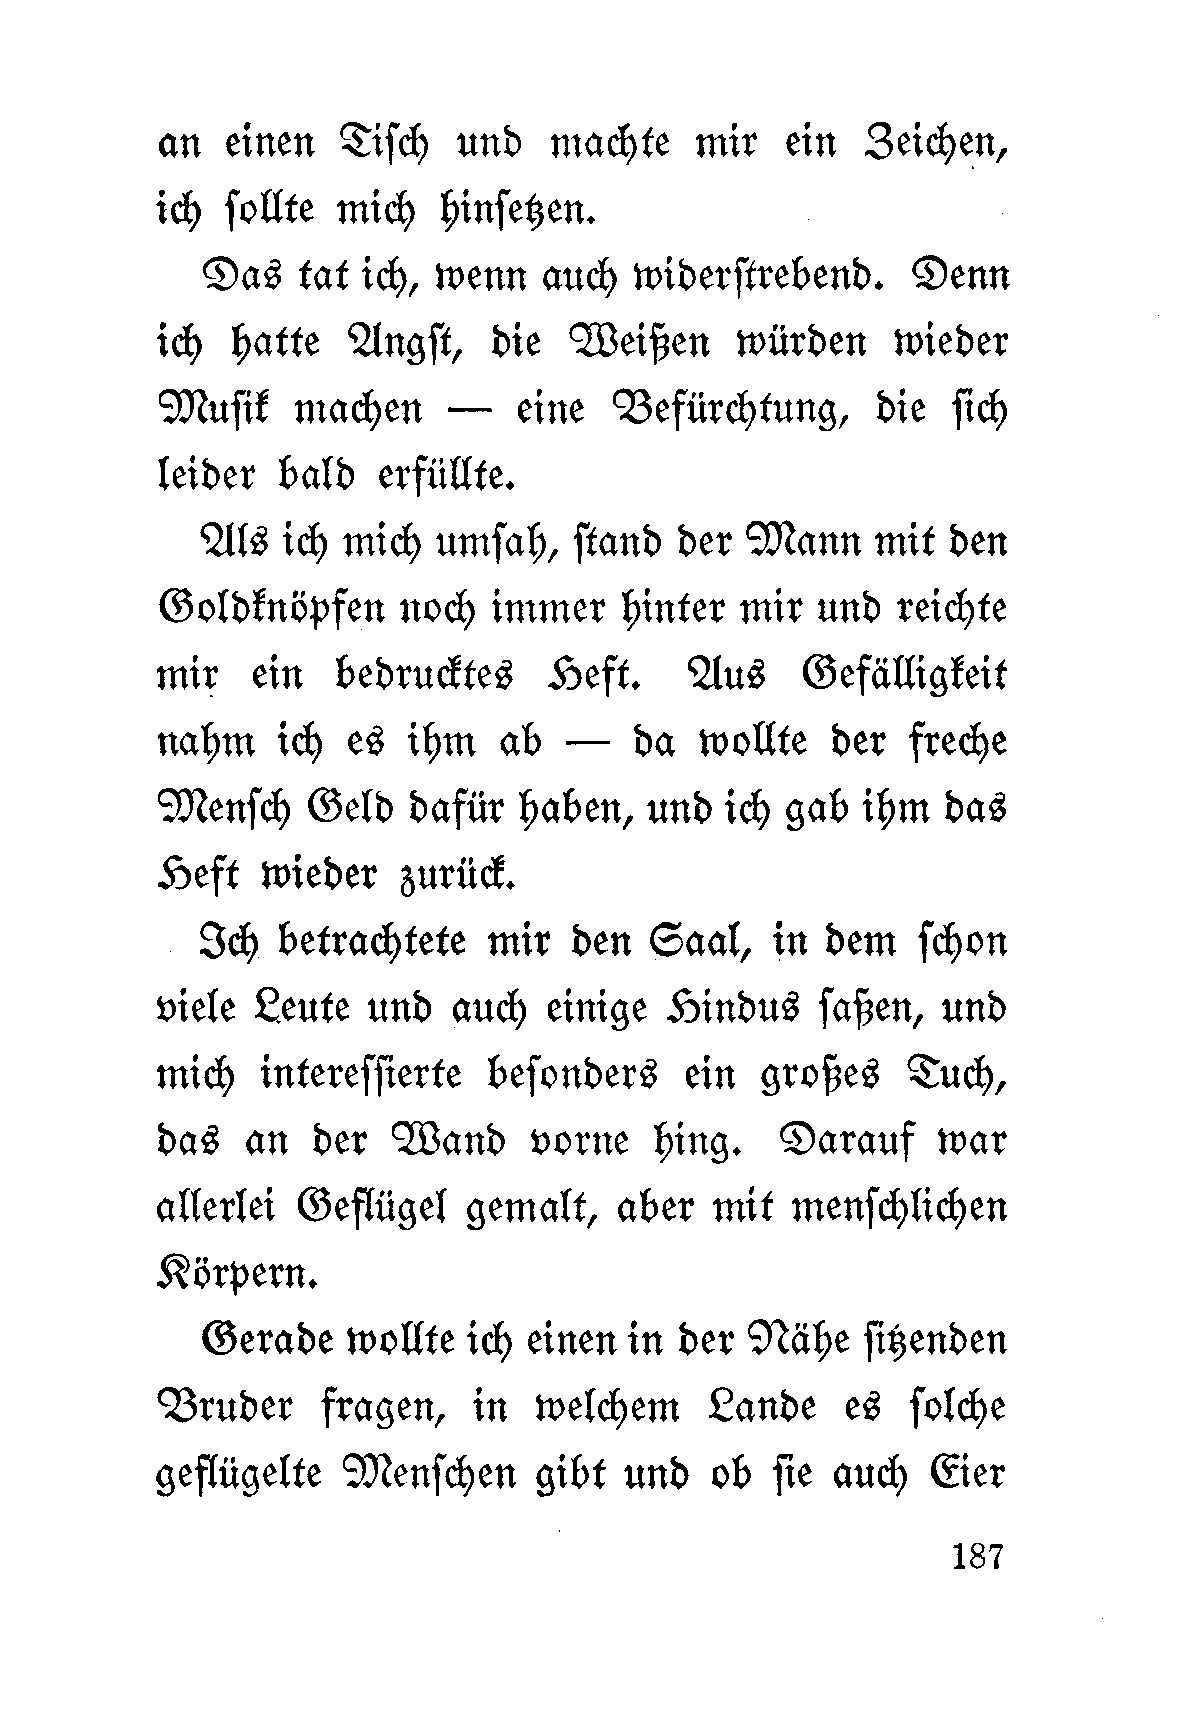 an einen Tiſch und machte mir ein Zeichen,
ich ſollte mich hinſetzen.
Das tat ich, wenn auch widerſtrebend. Denn
ich hatte Angſt, die Weißen würden wieder
Muſik machen — eine Befürchtung, die ſich
leider bald erfüllte.
Als ich mich umſah, ſtand der Mann mit den
Goldknöpfen noch immer hinter mir und reichte
mir ein bedrucktes Heft. Aus Gefälligkeit
nahm ich es ihm ab — da wollte der freche
Menſch Geld dafür haben, und ich gab ihm das
Heft wieder zurück.
Ich betrachtete mir den Saal, in dem ſchon
viele Leute und auch einige Hindus ſaßen, und
mich intereſſierte beſonders ein großes Tuch,
das an der Wand vorne hing. Darauf war
allerlei Geflügel gemalt, aber mit menſchlichen
Körpern.
Gerade wollte ich einen in der Nähe ſitzenden
Bruder fragen, in welchem Lande es ſolche
geflügelte Menſchen gibt und ob ſie auch Eier
187